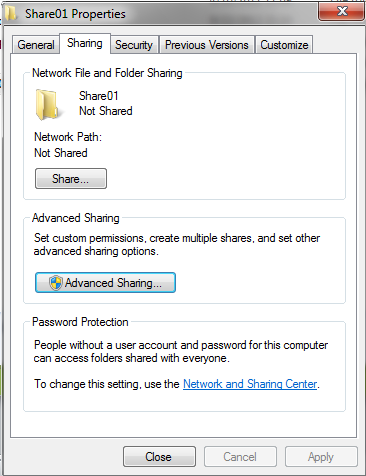 Share01 Properties
General Sharing Security Previous Versions Customize
Network File and Folder Sharing
Share01
Not Shared
Network Path:
Not Shared
Share...
Advanced Sharing
Set custom permissions, create multiple shares, and set other
advanced sharing options.
Advanced Sharing...
Password Protection
People without a user account and password for this computer
can access folders shared with everyone.
To change this setting, use the Network and Sharing Center.
Close Cancel Apply